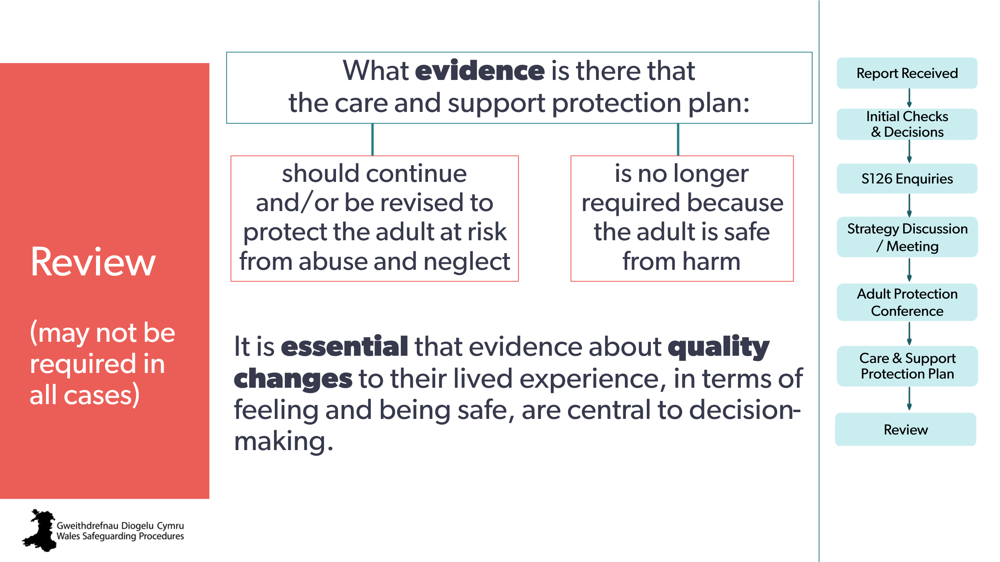 Review
(may not be
required in
all cases)
What evidence is there that
the care and support protection plan:
should continue
and/or be revised to
protect the adult at risk
from abuse and neglect
is no longer
required because
the adult is safe
from harm
It is essential that evidence about quality
changes to their lived experience, in terms of
feeling and being safe, are central to decision-
making.
Report Received
Initial Checks
& Decisions
S126 Enquiries
Strategy Discussion
/ Meeting
Adult Protection
Conference
Care & Support
Protection Plan
Review
Gweithdrefnau Diogelu Cymru
Wales Safeguarding Procedures